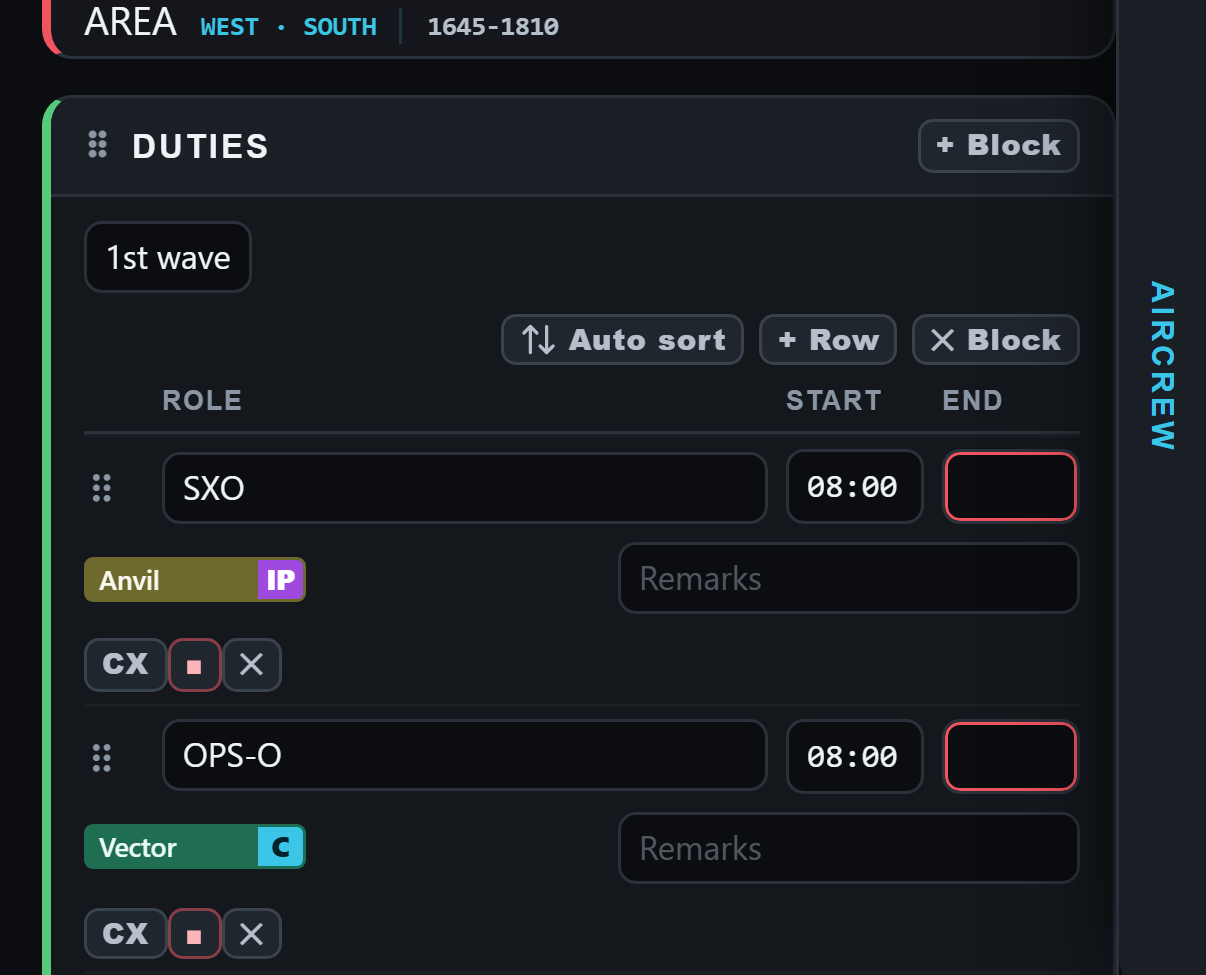 AREA WEST · SOUTH 1645-1810
DUTIES + Block
1st wave
Auto sort + Row × Block
ROLE START END
SXO 08:00
Anvil IP Remarks
CX
OPS-O 08:00
Vector C Remarks
CX
AIRCREW